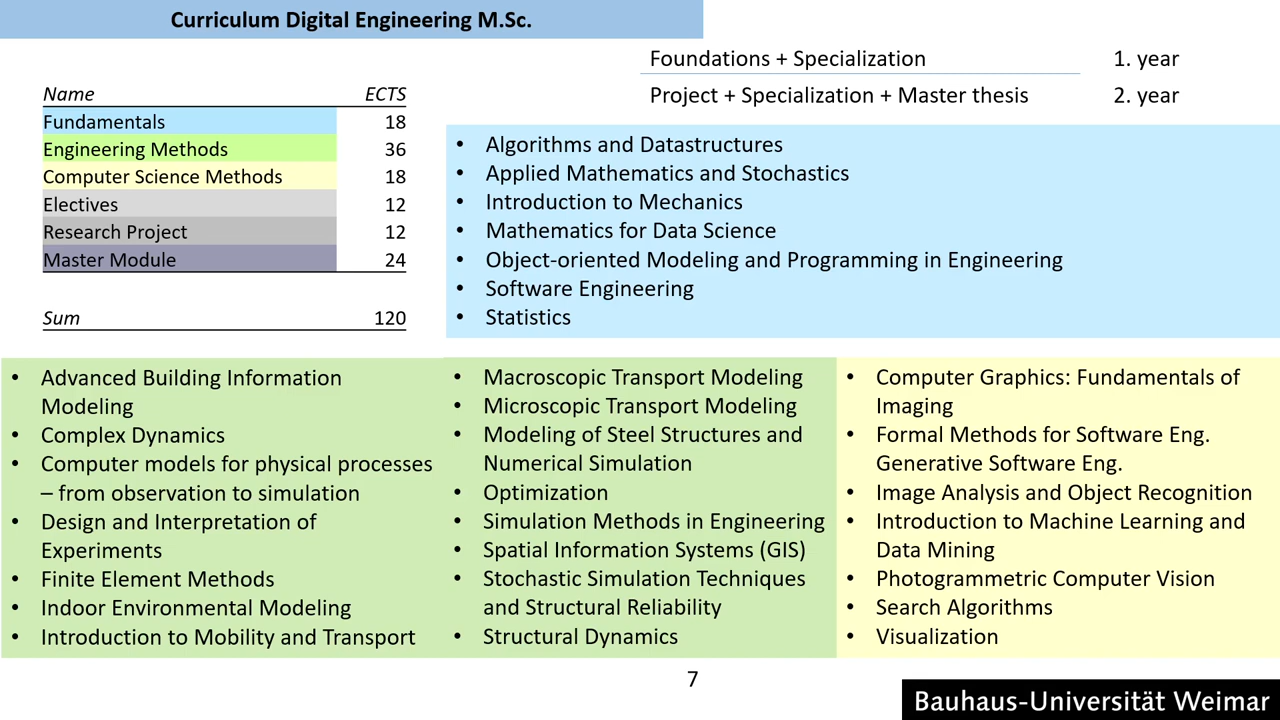 Curriculum Digital Engineering M.Sc.
Foundations + Specialization 1. year
Project + Specialization + Master thesis 2. year
Name ECTS
Fundamentals 18
Engineering Methods 36
Computer Science Methods 18
Electives 12
Research Project 12
Master Module 24
Sum 120
• Algorithms and Datastructures
• Applied Mathematics and Stochastics
• Introduction to Mechanics
• Mathematics for Data Science
• Object-oriented Modeling and Programming in Engineering
• Software Engineering
• Statistics
• Advanced Building Information
Modeling
• Complex Dynamics
• Computer models for physical processes
– from observation to simulation
• Design and Interpretation of
Experiments
• Finite Element Methods
• Indoor Environmental Modeling
• Introduction to Mobility and Transport
• Macroscopic Transport Modeling
• Microscopic Transport Modeling
• Modeling of Steel Structures and
Numerical Simulation
• Optimization
• Simulation Methods in Engineering
• Spatial Information Systems (GIS)
• Stochastic Simulation Techniques
and Structural Reliability
• Structural Dynamics
• Computer Graphics: Fundamentals of
Imaging
• Formal Methods for Software Eng.
Generative Software Eng.
• Image Analysis and Object Recognition
• Introduction to Machine Learning and
Data Mining
• Photogrammetric Computer Vision
• Search Algorithms
• Visualization
7
Bauhaus-Universität Weimar